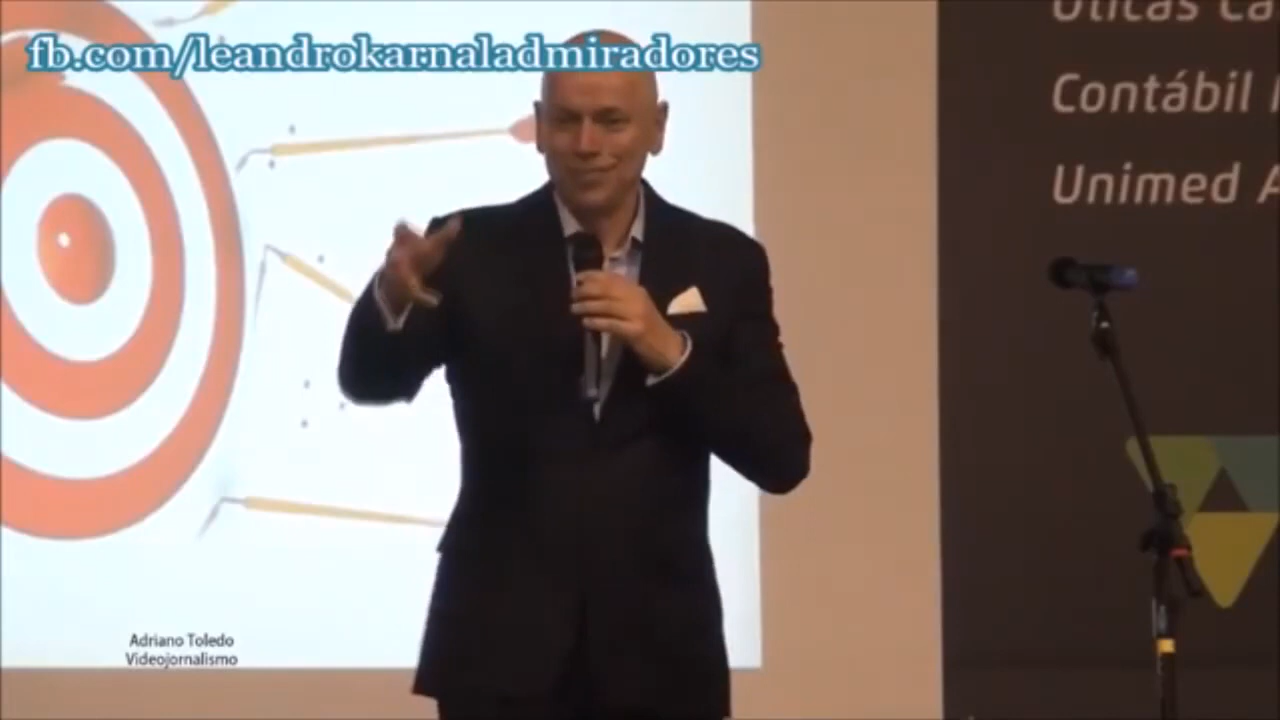 fb.com/leandrokarnaladmiradores
Contábil
Unimed
Adriano Toledo
Videojornalismo